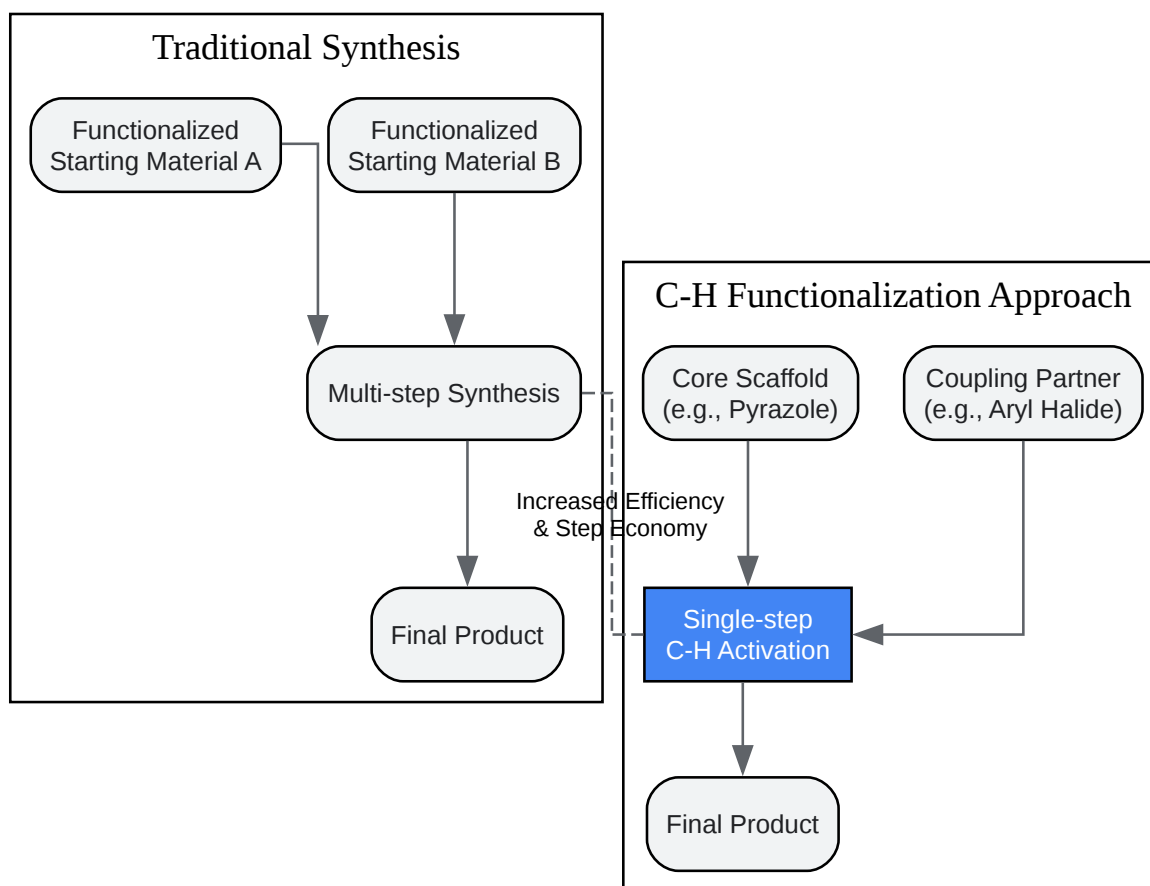 Traditional Synthesis
Functionalized
Starting Material A
Functionalized
Starting Material B
Multi-step Synthesis
Final Product
Increased Efficiency
& Step Economy
C-H Functionalization Approach
Core Scaffold
(e.g., Pyrazole)
Coupling Partner
(e.g., Aryl Halide)
Single-step
C-H Activation
Final Product